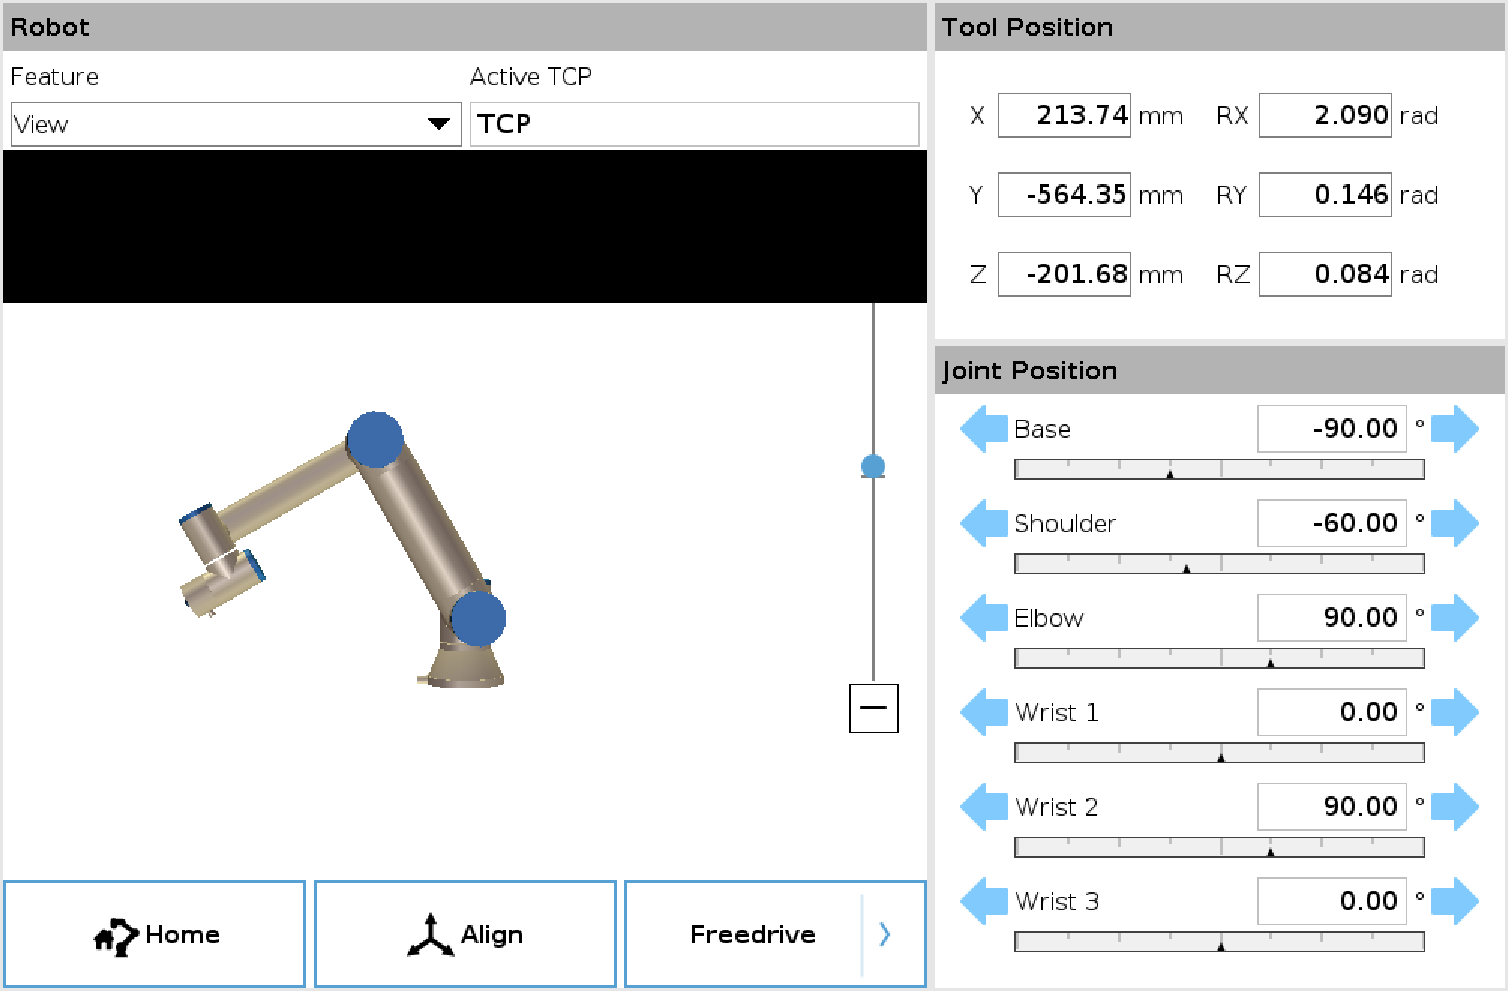 Robot
Feature
Active TCP
View
TCP
Home
Align
Freedrive
Tool Position
X 213.74 mm RX 2.090 rad
Y -564.35 mm RY 0.146 rad
Z -201.68 mm RZ 0.084 rad
Joint Position
Base -90.00 °
Shoulder -60.00 °
Elbow 90.00 °
Wrist 1 0.00 °
Wrist 2 90.00 °
Wrist 3 0.00 °